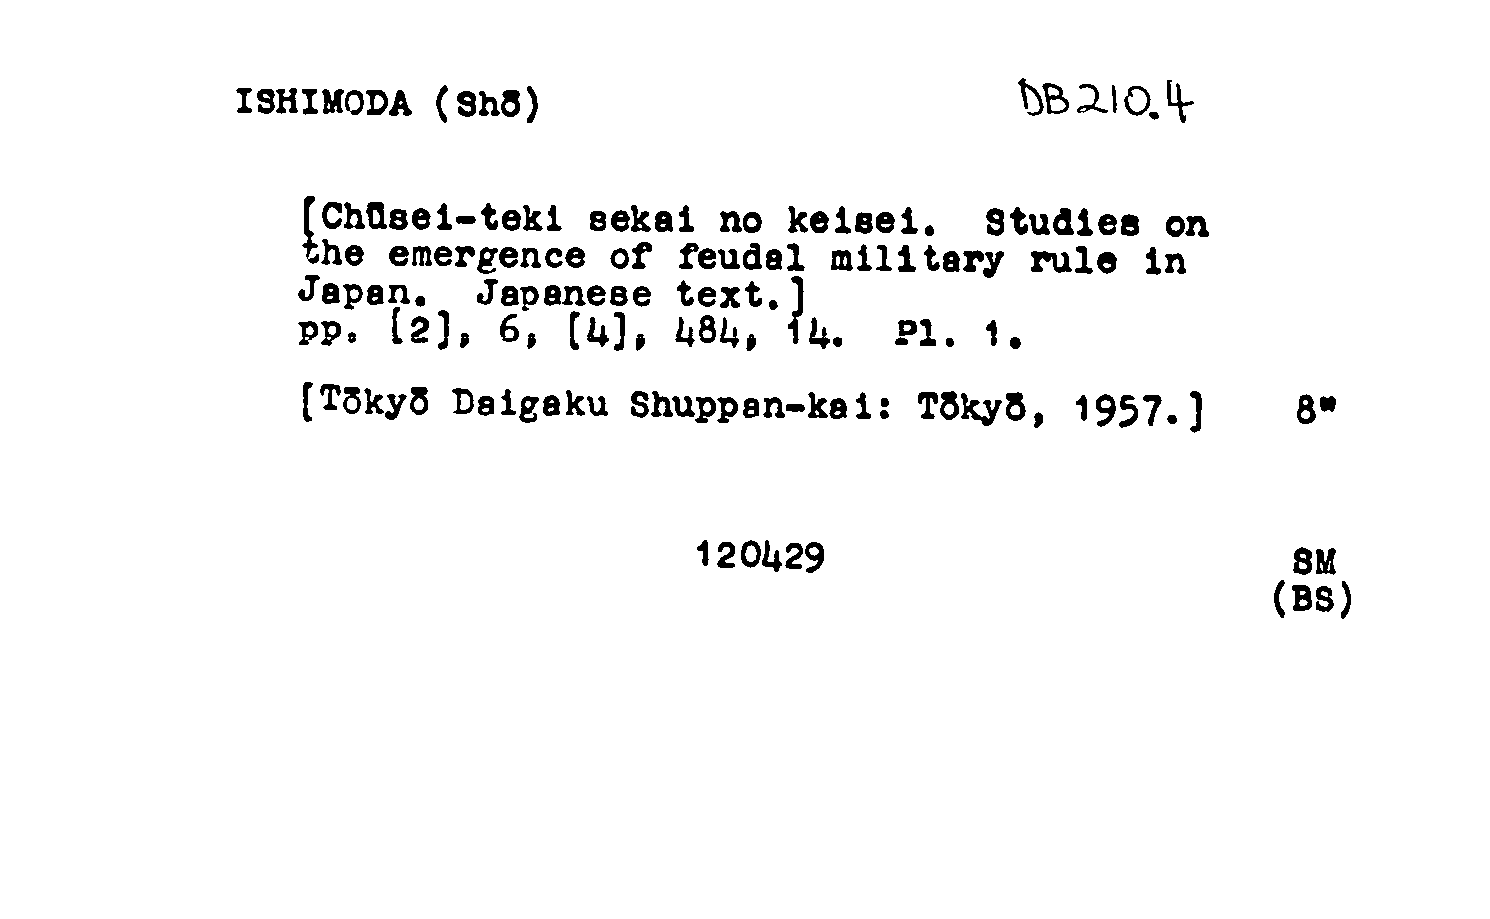 ISHIMODA (Shō) DB210.4
[Chūsei-teki sekai no keisei. Studies on
the emergence of feudal military rule in
Japan. Japanese text.]
pp. [2], 6, [4], 484, 14. Pl. 1.
[Tōkyō Daigaku Shuppan-kai: Tōkyō, 1957.] 8"
120429 SM
(BS)